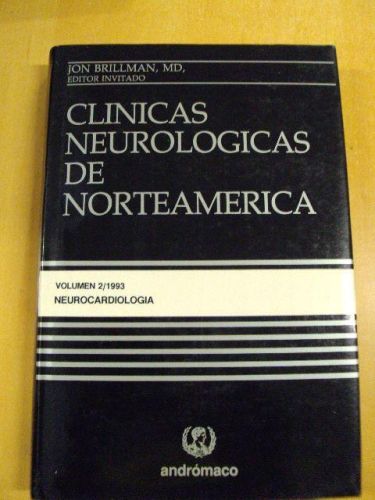 JON BRILLMAN, MD,
EDITOR INVITADO
CLINICAS
NEUROLOGICAS
DE
NORTEAMERICA
VOLUMEN 2/1993
NEUROCARDIOLOGIA
andrómaco